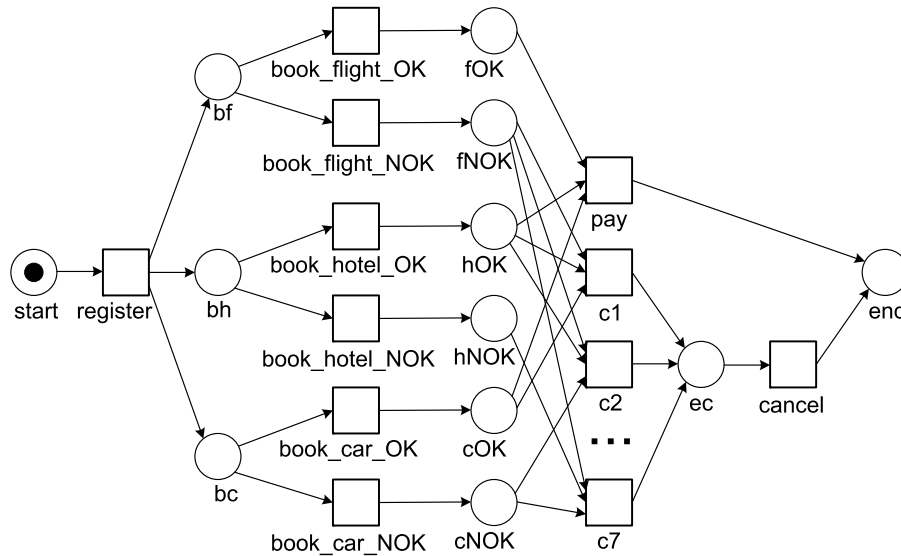 book_flight_OK
fOK
bf
book_flight_NOK
fNOK
pay
book_hotel_OK
hOK
start
register
bh
c1
end
book_hotel_NOK
hNOK
c2
ec
cancel
book_car_OK
cOK
bc
book_car_NOK
cNOK
c7